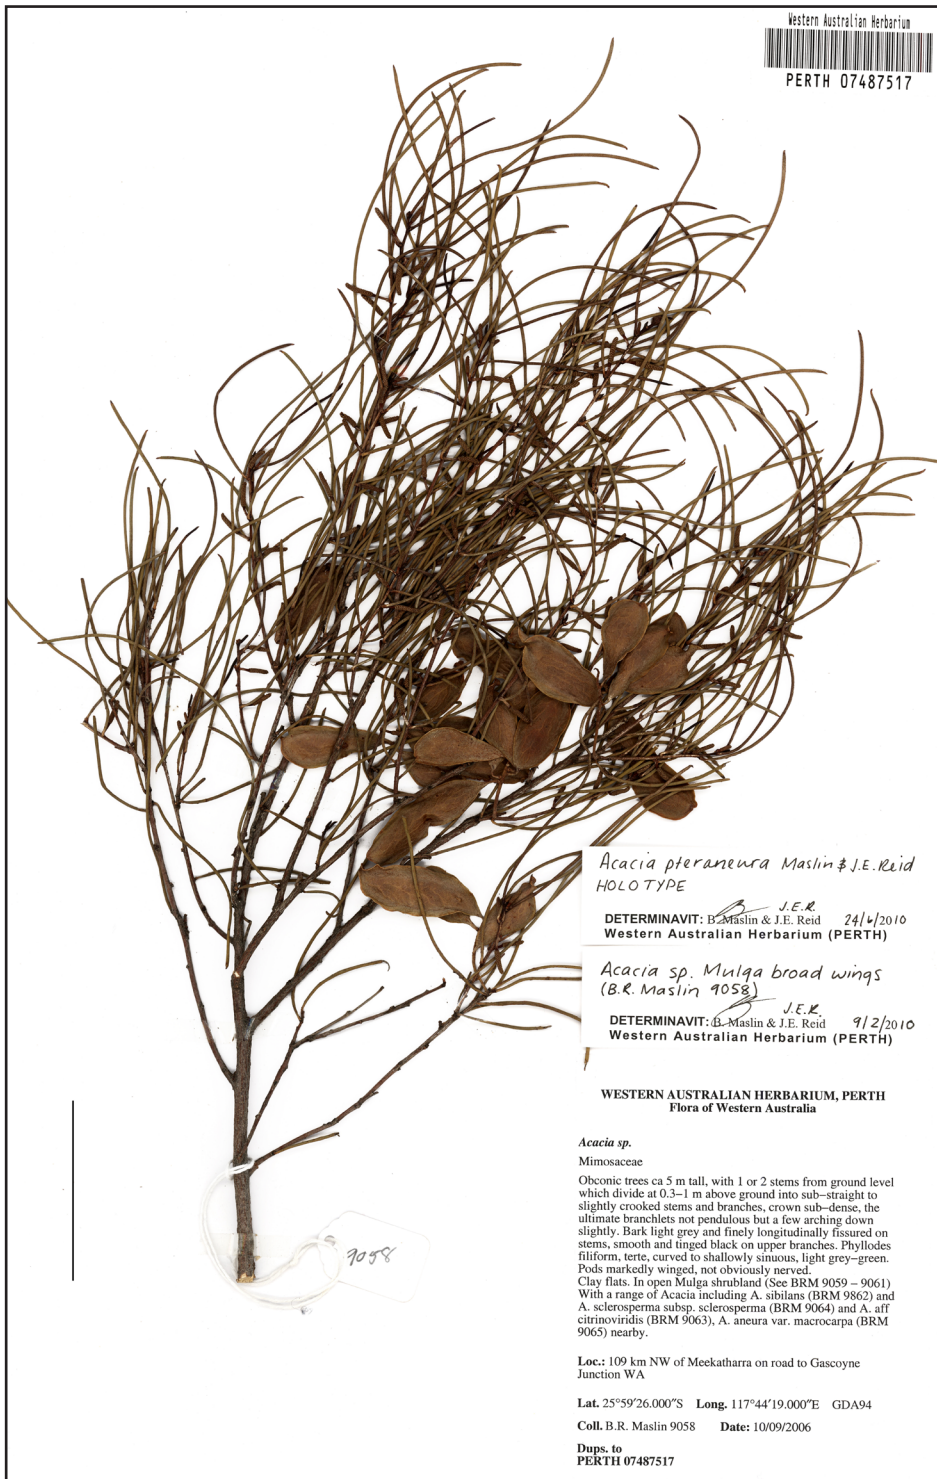 Western Australian Herbarium
PERTH 07487517
Acacia pteraneura Maslin & J.E. Reid
HOLOTYPE
J.E.R.
DETERMINAVIT: B. Maslin & J.E. Reid 24/6/2010
Western Australian Herbarium (PERTH)
Acacia sp. Mulga broad wings
(B.R. Maslin 9058)
J.E.R.
DETERMINAVIT: B. Maslin & J.E. Reid 9/2/2010
Western Australian Herbarium (PERTH)
WESTERN AUSTRALIAN HERBARIUM, PERTH
Flora of Western Australia
Acacia sp.
Mimosaceae
Obconic trees ca 5 m tall, with 1 or 2 stems from ground level
which divide at 0.3–1 m above ground into sub–straight to
slightly crooked stems and branches, crown sub–dense, the
ultimate branchlets not pendulous but a few arching down
slightly. Bark light grey and finely longitudinally fissured on
stems, smooth and tinged black on upper branches. Phyllodes
filiform, terte, curved to shallowly sinuous, light grey–green.
Pods markedly winged, not obviously nerved.
Clay flats. In open Mulga shrubland (See BRM 9059 – 9061)
With a range of Acacia including A. sibilans (BRM 9862) and
A. sclerosperma subsp. sclerosperma (BRM 9064) and A. aff
citrinoviridis (BRM 9063), A. aneura var. macrocarpa (BRM
9065) nearby.
Loc.: 109 km NW of Meekatharra on road to Gascoyne
Junction WA
Lat. 25°59′26.000″S Long. 117°44′19.000″E GDA94
Coll. B.R. Maslin 9058 Date: 10/09/2006
Dups. to
PERTH 07487517
9058